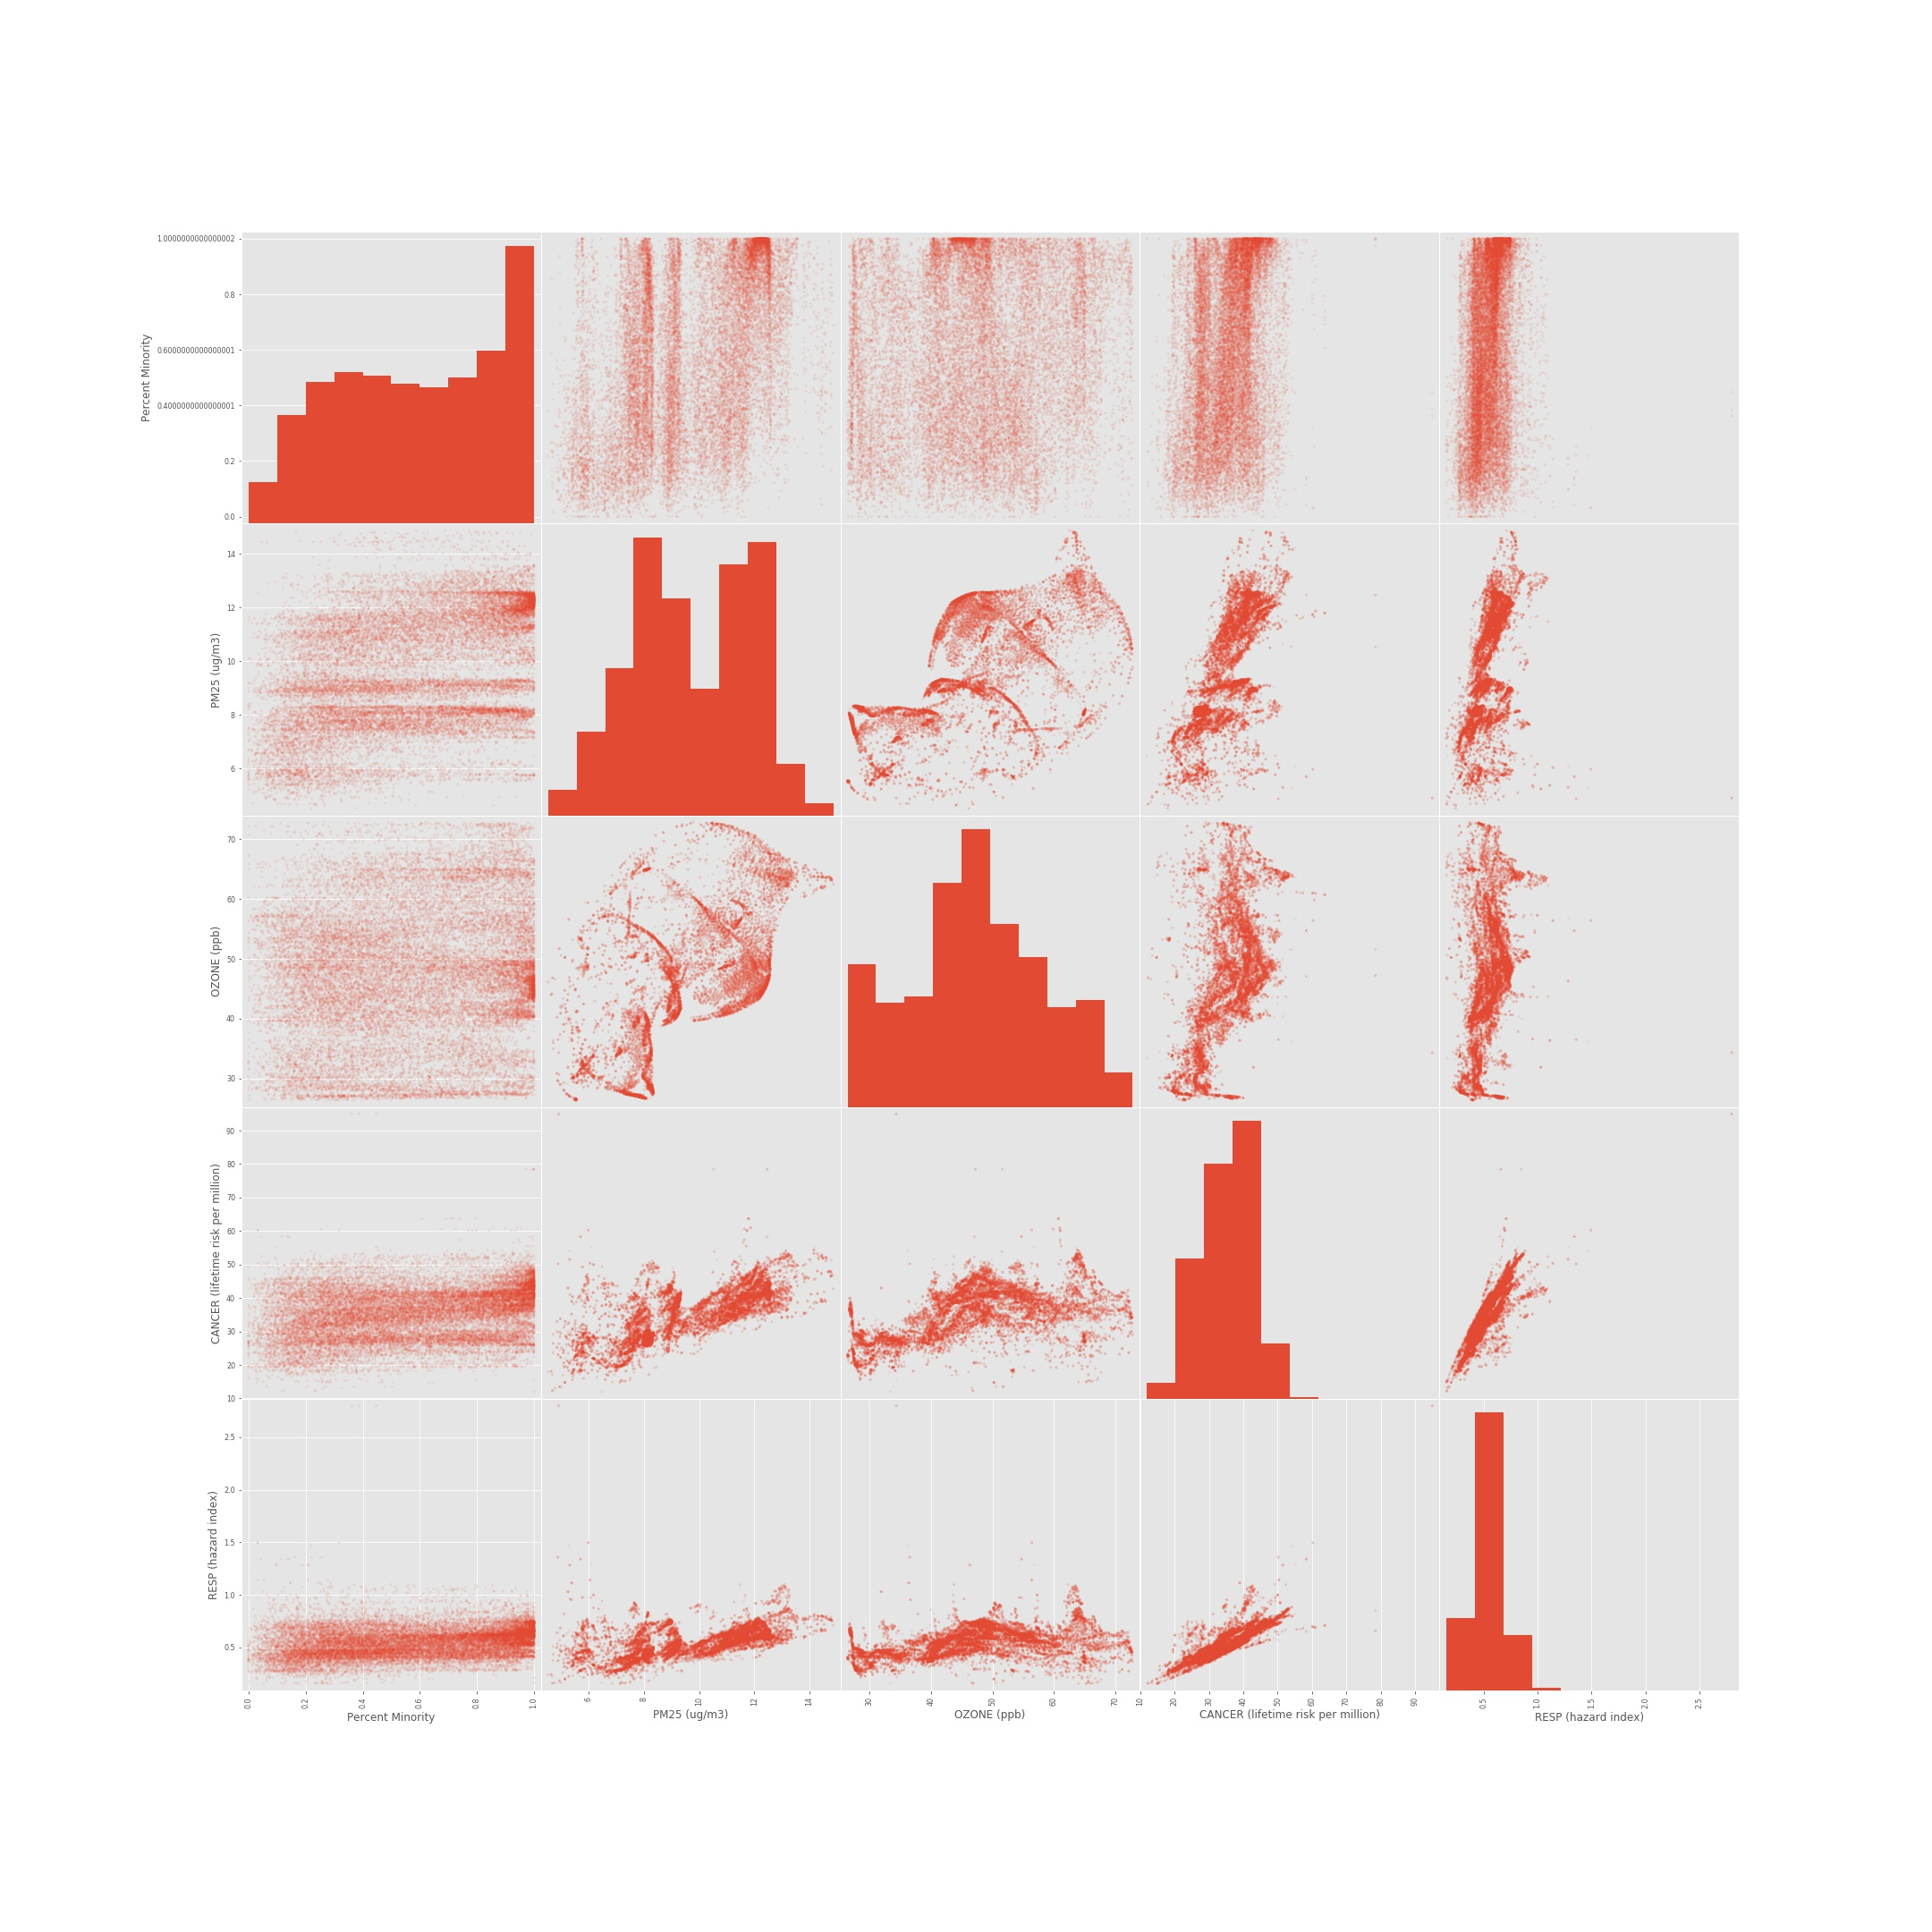 1.0000000000000002
0.8
0.6000000000000001
0.4000000000000001
0.2
0.0
Percent Minority
14
12
10
8
6
PM25 (ug/m3)
70
60
50
40
30
OZONE (ppb)
90
80
70
60
50
40
30
20
10
CANCER (lifetime risk per million)
2.5
2.0
1.5
1.0
0.5
RESP (hazard index)
0.0 0.2 0.4 0.6 0.8 1.0
6 8 10 12 14
30 40 50 60 70
10 20 30 40 50 60 70 80 90
0.5 1.0 1.5 2.0 2.5
Percent Minority
PM25 (ug/m3)
OZONE (ppb)
CANCER (lifetime risk per million)
RESP (hazard index)